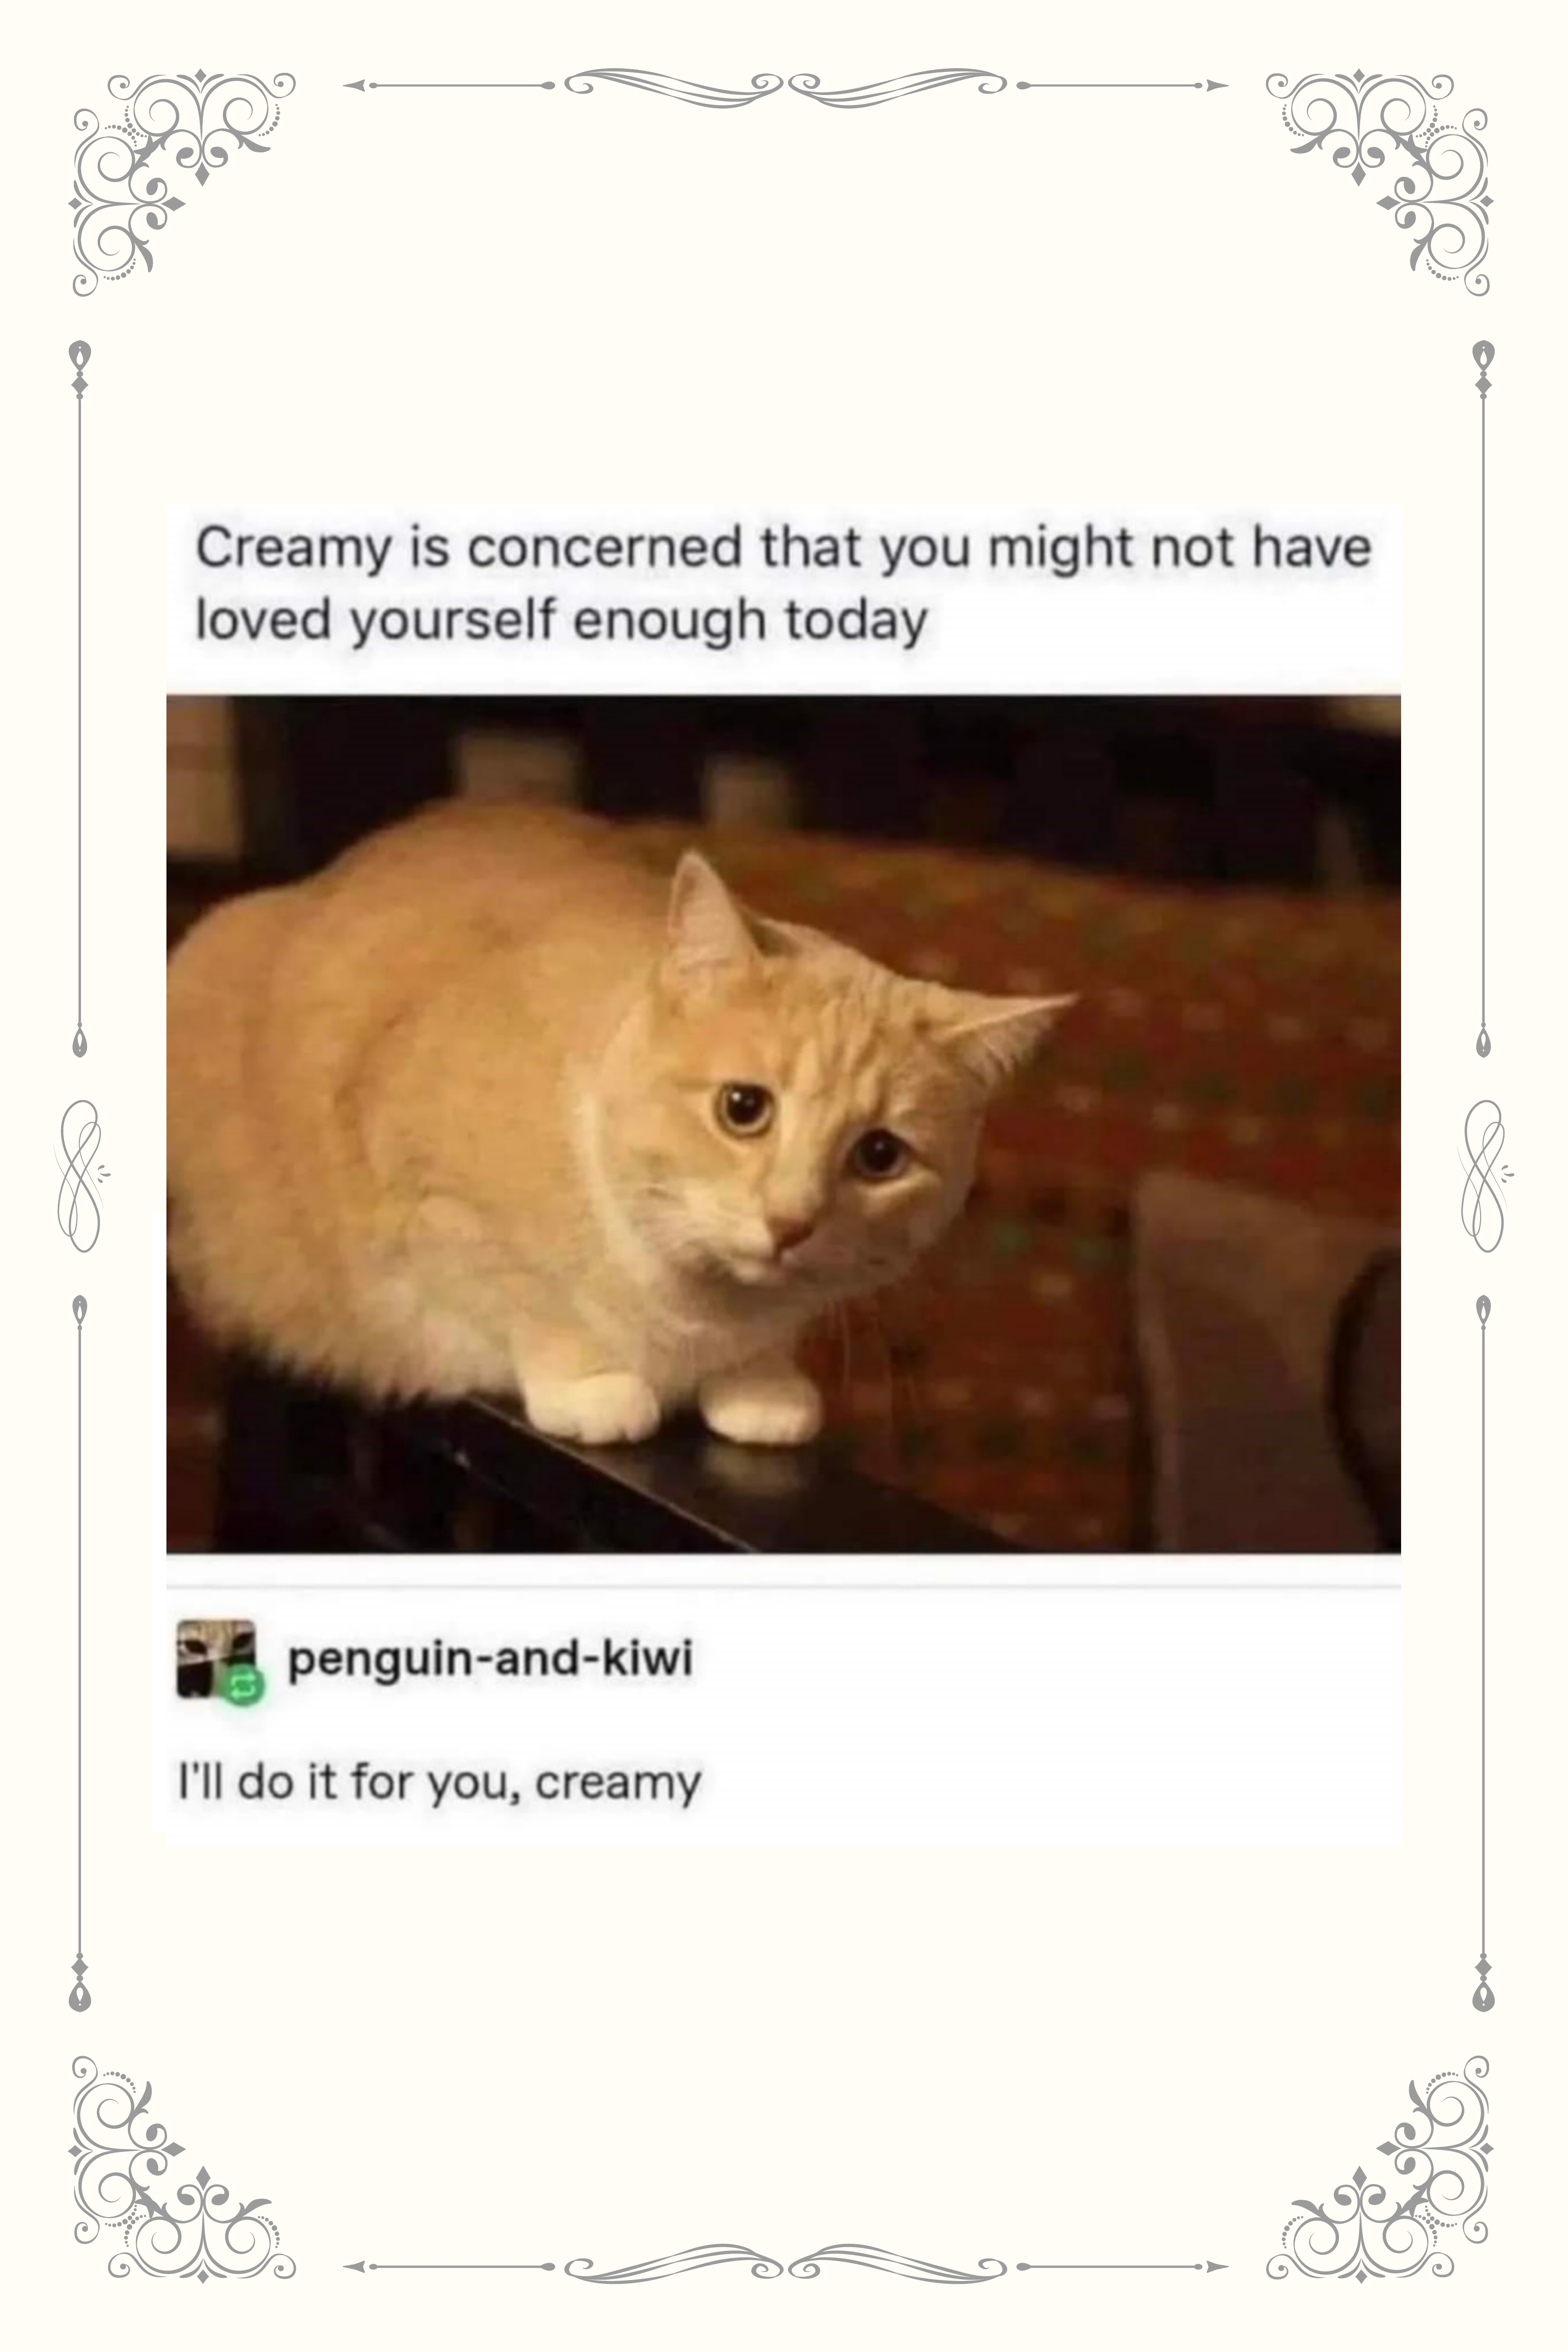 Creamy is concerned that you might not have
loved yourself enough today
penguin-and-kiwi
I'll do it for you, creamy